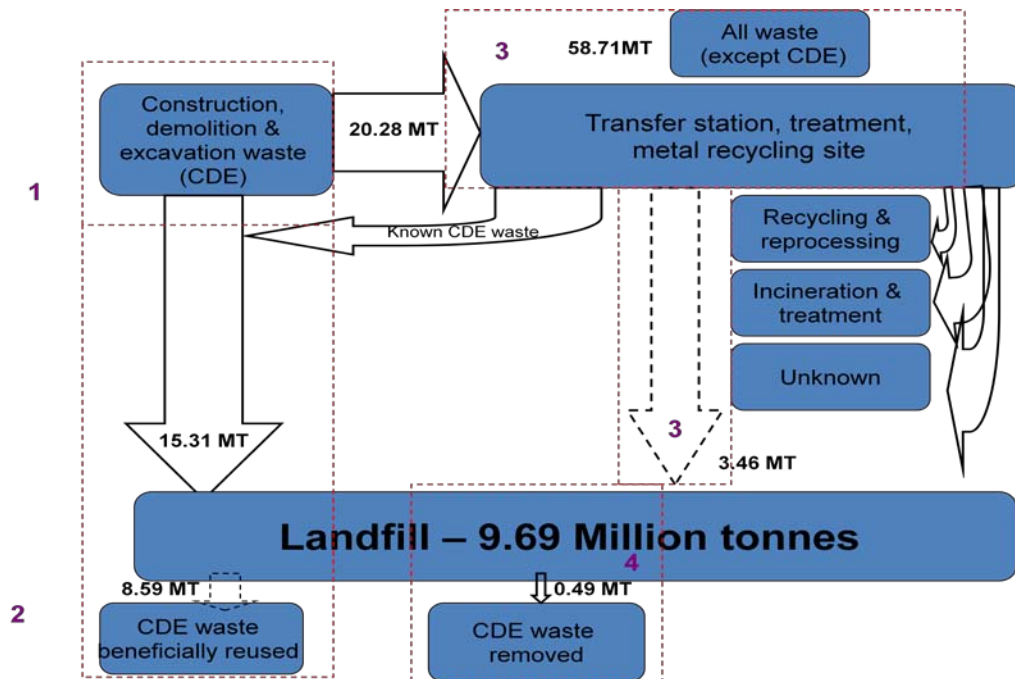 All waste
(except CDE)
3
58.71MT
Construction,
demolition &
excavation waste
(CDE)
20.28 MT
Transfer station, treatment,
metal recycling site
1
Known CDE waste
Recycling &
reprocessing
Incineration &
treatment
Unknown
3
15.31 MT
3.46 MT
Landfill – 9.69 Million tonnes
4
8.59 MT
0.49 MT
2
CDE waste
beneficially reused
CDE waste
removed